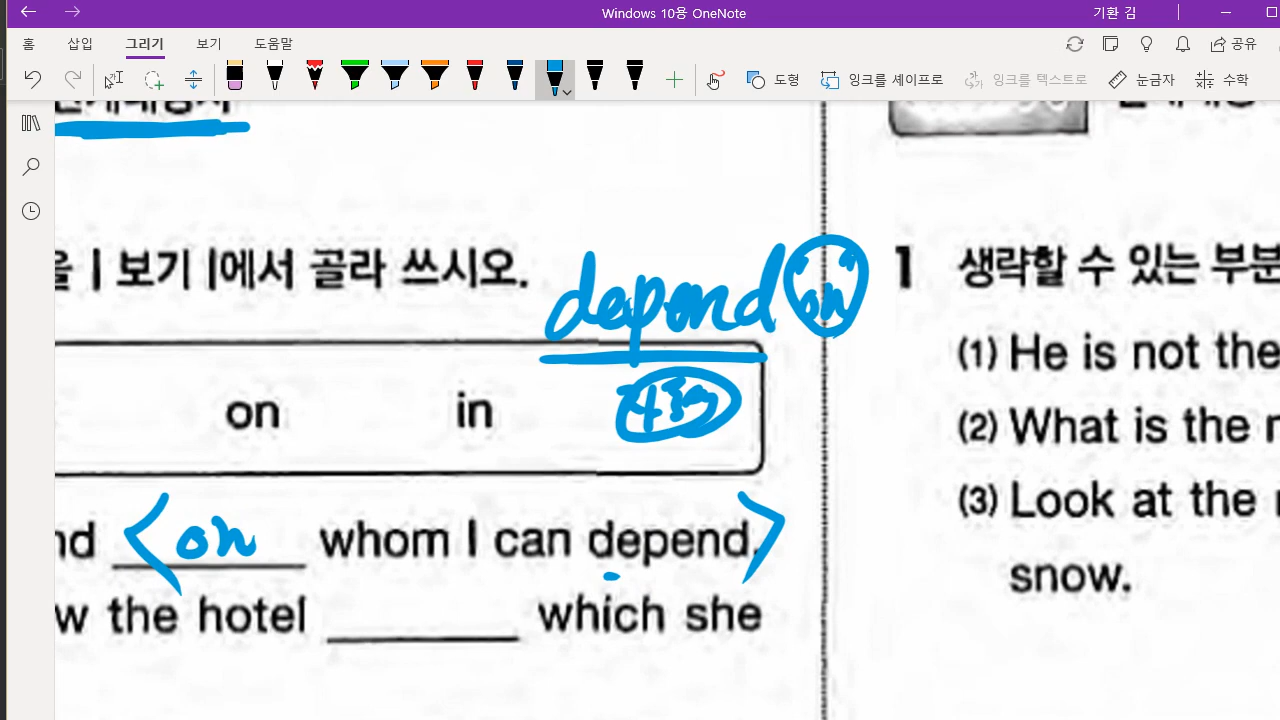 Windows 10용 OneNote
기환 김
홈 삽입 그리기 보기 도움말
공유
도형 잉크를 셰이프로 잉크를 텍스트로 눈금자 수학
을 | 보기 |에서 골라 쓰시오.
depend on
on in
nd <on> whom I can depend.
w the hotel ________ which she
1 생략할 수 있는 부분
(1) He is not the
(2) What is the
(3) Look at the
snow.